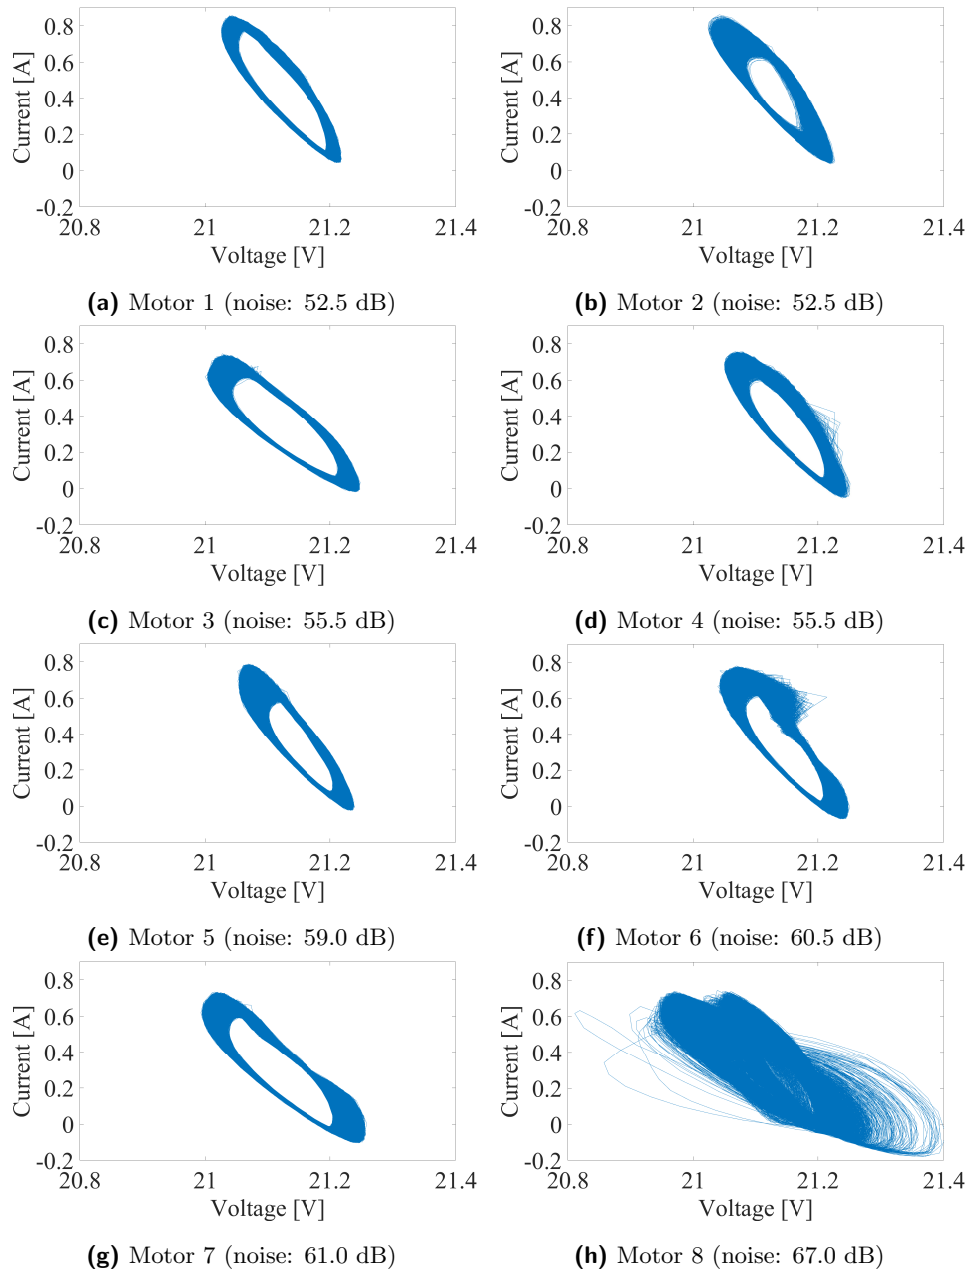 0.8
0.6
0.4
0.2
0
-0.2
Current [A]
20.8 21 21.2 21.4
Voltage [V]
(a) Motor 1 (noise: 52.5 dB)
0.8
0.6
0.4
0.2
0
-0.2
Current [A]
20.8 21 21.2 21.4
Voltage [V]
(b) Motor 2 (noise: 52.5 dB)
0.8
0.6
0.4
0.2
0
-0.2
Current [A]
20.8 21 21.2 21.4
Voltage [V]
(c) Motor 3 (noise: 55.5 dB)
0.8
0.6
0.4
0.2
0
-0.2
Current [A]
20.8 21 21.2 21.4
Voltage [V]
(d) Motor 4 (noise: 55.5 dB)
0.8
0.6
0.4
0.2
0
-0.2
Current [A]
20.8 21 21.2 21.4
Voltage [V]
(e) Motor 5 (noise: 59.0 dB)
0.8
0.6
0.4
0.2
0
-0.2
Current [A]
20.8 21 21.2 21.4
Voltage [V]
(f) Motor 6 (noise: 60.5 dB)
0.8
0.6
0.4
0.2
0
-0.2
Current [A]
20.8 21 21.2 21.4
Voltage [V]
(g) Motor 7 (noise: 61.0 dB)
0.8
0.6
0.4
0.2
0
-0.2
Current [A]
20.8 21 21.2 21.4
Voltage [V]
(h) Motor 8 (noise: 67.0 dB)